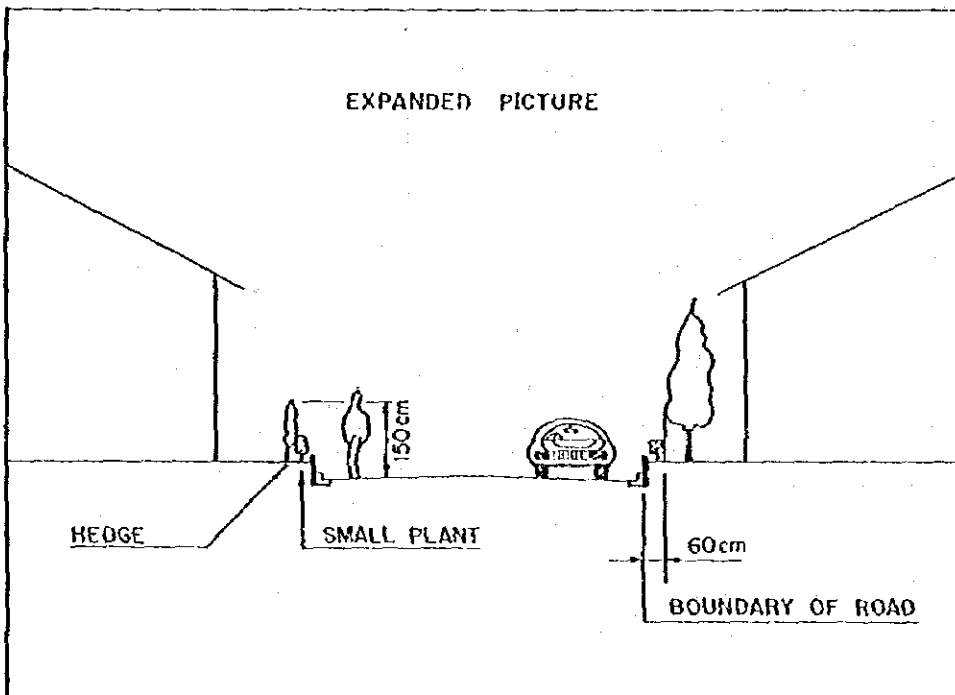 EXPANDED PICTURE
150cm
HEDGE
SMALL PLANT
60cm
BOUNDARY OF ROAD